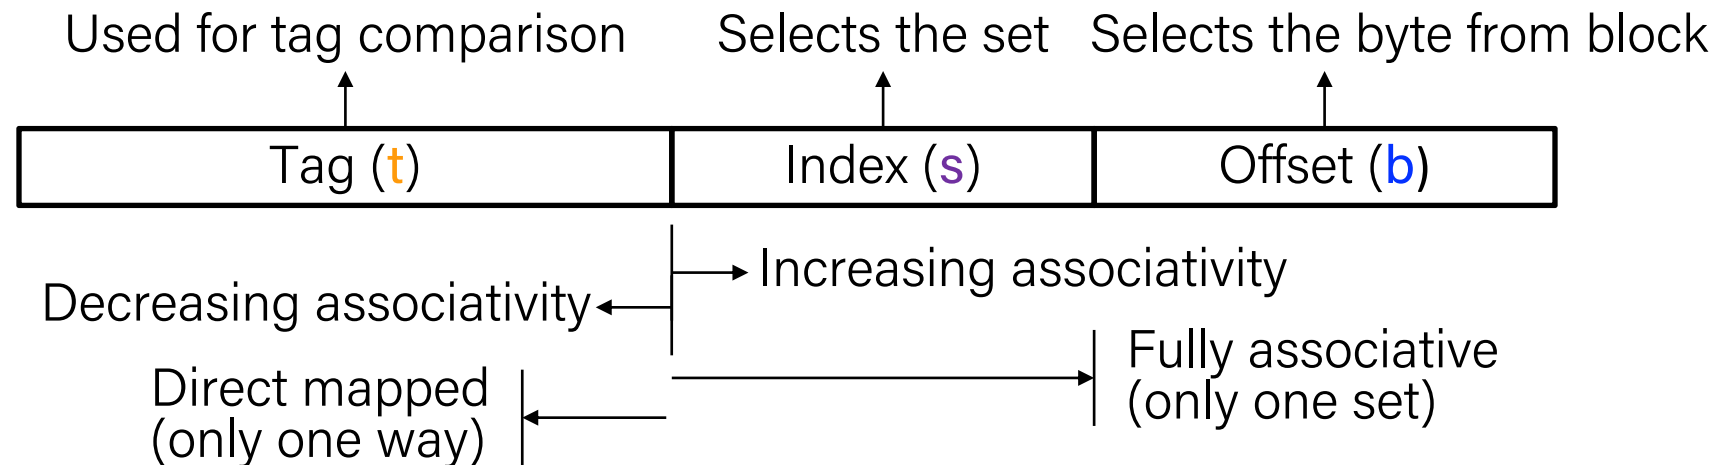 Used for tag comparison
Selects the set
Selects the byte from block
Tag (t)
Index (s)
Offset (b)
Increasing associativity
Decreasing associativity
Fully associative
(only one set)
Direct mapped
(only one way)